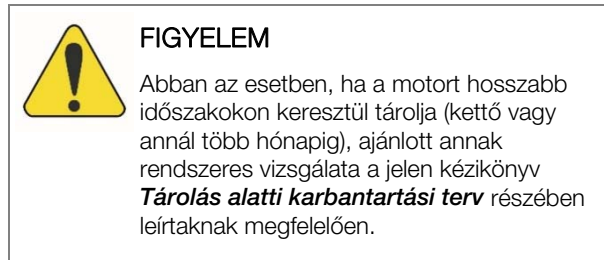 FIGYELEM
Abban az esetben, ha a motort hosszabb
időszakokon keresztül tárolja (kettő vagy
annál több hónapig), ajánlott annak
rendszeres vizsgálata a jelen kézikönyv
Tárolás alatti karbantartási terv részében
leírtaknak megfelelően.